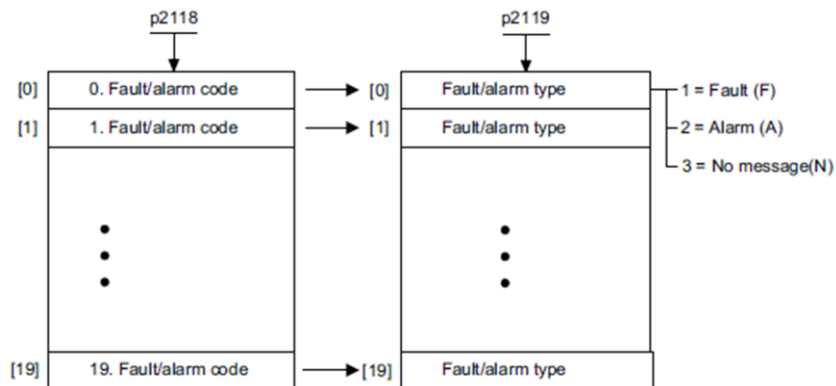 p2118 p2119
[0] 0. Fault/alarm code [0] Fault/alarm type 1 = Fault (F)
[1] 1. Fault/alarm code [1] Fault/alarm type 2 = Alarm (A)
3 = No message(N)
[19] 19. Fault/alarm code [19] Fault/alarm type